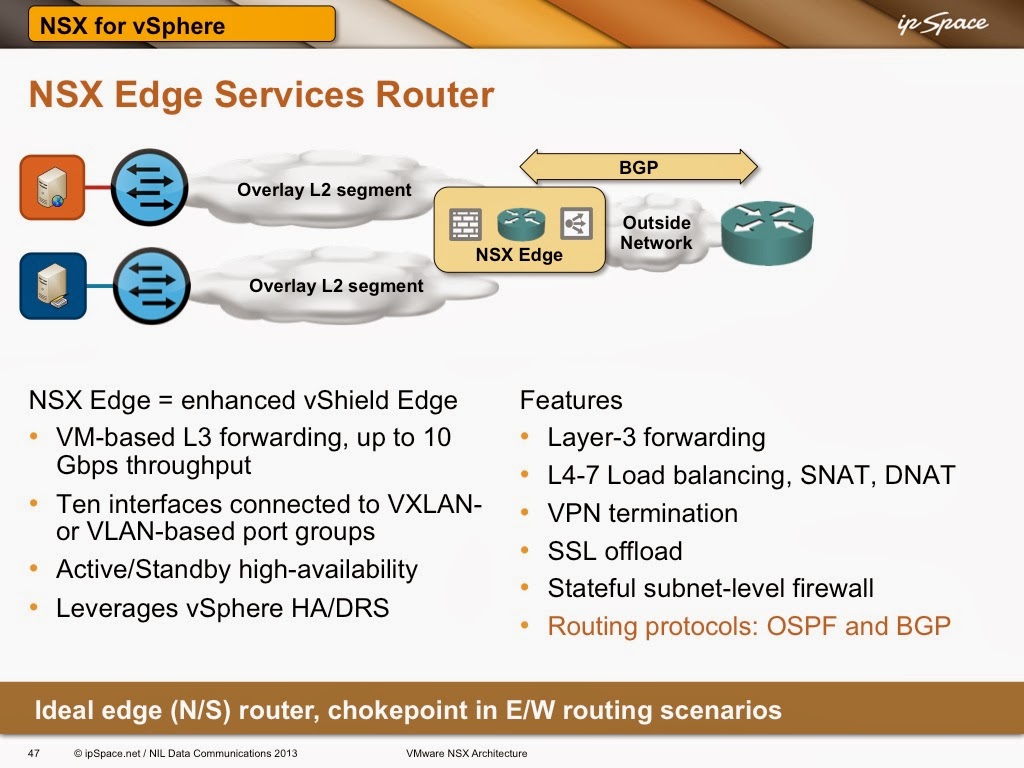 NSX for vSphere
ip Space
NSX Edge Services Router
BGP
Overlay L2 segment
Outside
Network
NSX Edge
Overlay L2 segment
NSX Edge = enhanced vShield Edge
• VM-based L3 forwarding, up to 10
Gbps throughput
• Ten interfaces connected to VXLAN-
or VLAN-based port groups
• Active/Standby high-availability
• Leverages vSphere HA/DRS
Features
• Layer-3 forwarding
• L4-7 Load balancing, SNAT, DNAT
• VPN termination
• SSL offload
• Stateful subnet-level firewall
• Routing protocols: OSPF and BGP
Ideal edge (N/S) router, chokepoint in E/W routing scenarios
47 © ipSpace.net / NIL Data Communications 2013 VMware NSX Architecture